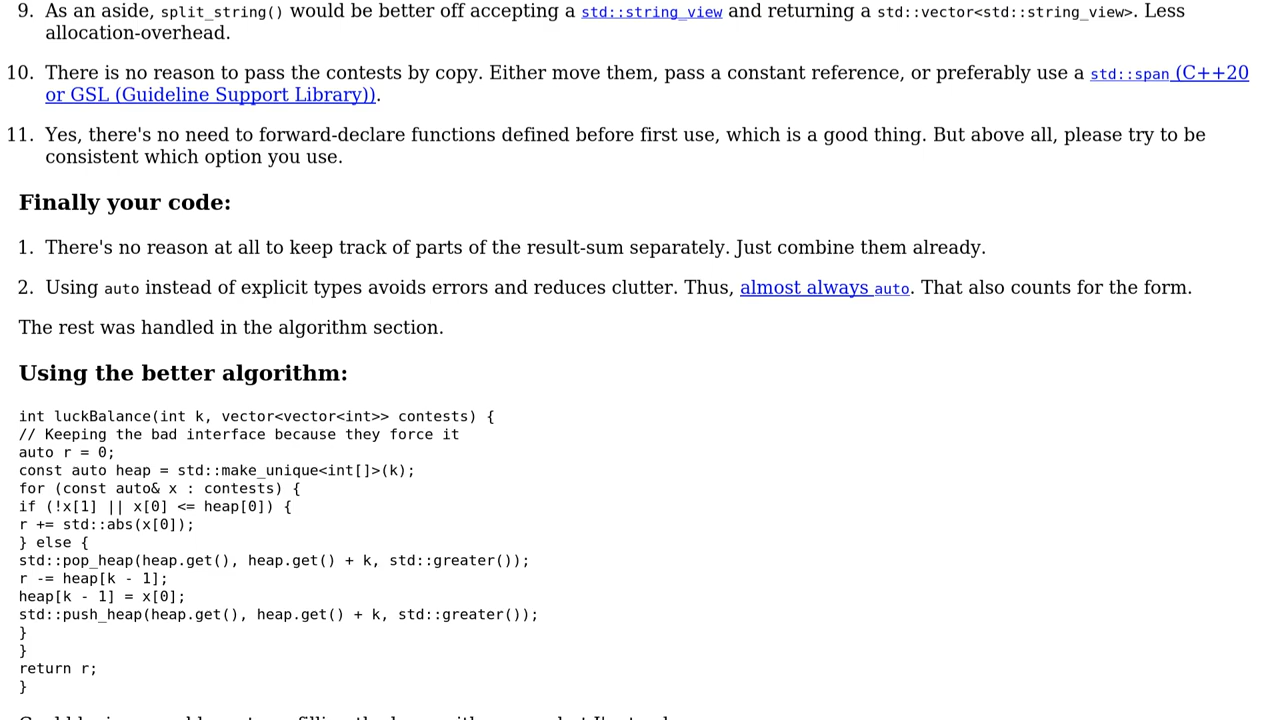 9. As an aside, split_string() would be better off accepting a std::string_view and returning a std::vector<std::string_view>. Less
allocation-overhead.
10. There is no reason to pass the contests by copy. Either move them, pass a constant reference, or preferably use a std::span (C++20
or GSL (Guideline Support Library)).
11. Yes, there's no need to forward-declare functions defined before first use, which is a good thing. But above all, please try to be
consistent which option you use.
Finally your code:
1. There's no reason at all to keep track of parts of the result-sum separately. Just combine them already.
2. Using auto instead of explicit types avoids errors and reduces clutter. Thus, almost always auto. That also counts for the form.
The rest was handled in the algorithm section.
Using the better algorithm:
int luckBalance(int k, vector<vector<int>> contests) {
// Keeping the bad interface because they force it
auto r = 0;
const auto heap = std::make_unique<int[]>(k);
for (const auto& x : contests) {
if (!x[1] || x[0] <= heap[0]) {
r += std::abs(x[0]);
} else {
std::pop_heap(heap.get(), heap.get() + k, std::greater());
r -= heap[k - 1];
heap[k - 1] = x[0];
std::push_heap(heap.get(), heap.get() + k, std::greater());
}
}
return r;
}